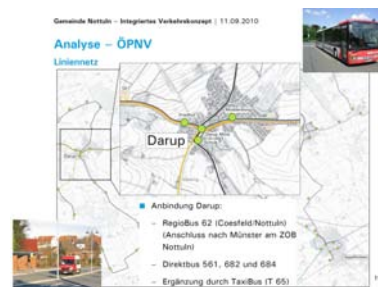 Gemeinde Nottuln – Integriertes Verkehrskonzept | 11.09.2010
Analyse – ÖPNV
Liniennetz
Darup
Anbindung Darup:
– RegioBus 62 (Coesfeld/Nottuln)
(Anschluss nach Münster am ZOB
Nottuln)
– Direktbus 561, 682 und 684
– Ergänzung durch TaxiBus (T 65)